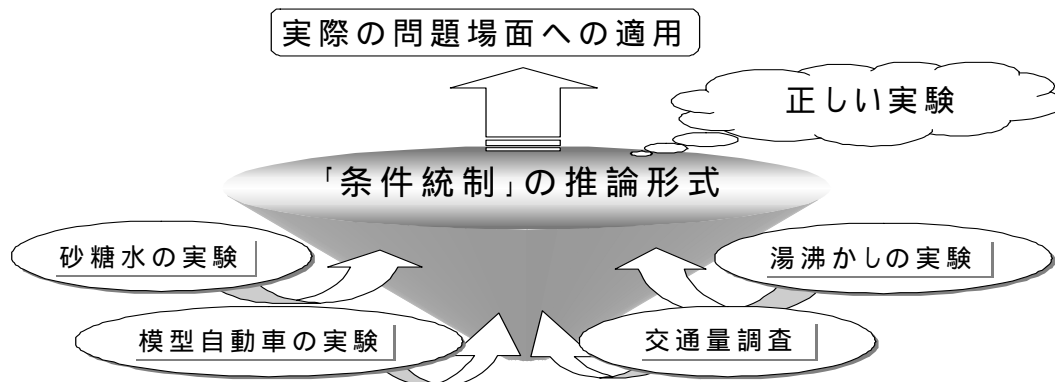 実際の問題場面への適用
正しい実験
「条件統制」の推論形式
砂糖水の実験
湯沸かしの実験
模型自動車の実験
交通量調査